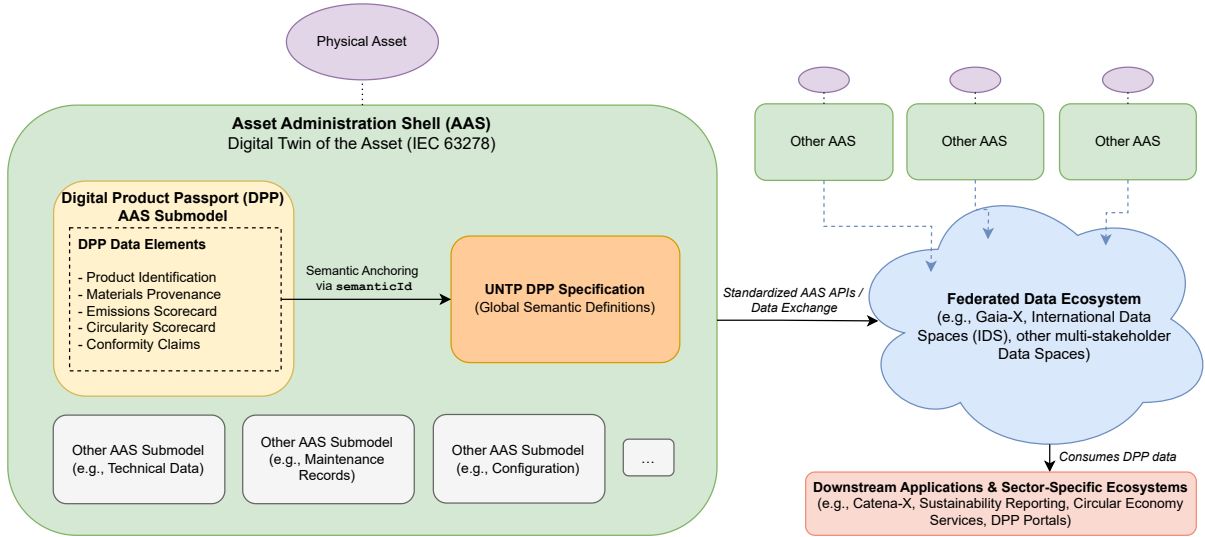 Physical Asset
Asset Administration Shell (AAS)
Digital Twin of the Asset (IEC 63278)
Digital Product Passport (DPP)
AAS Submodel
DPP Data Elements
- Product Identification
- Materials Provenance
- Emissions Scorecard
- Circularity Scorecard
- Conformity Claims
Semantic Anchoring
via semanticId
UNTP DPP Specification
(Global Semantic Definitions)
Other AAS Submodel
(e.g., Technical Data)
Other AAS Submodel
(e.g., Maintenance
Records)
Other AAS Submodel
(e.g., Configuration)
...
Standardized AAS APIs /
Data Exchange
Other AAS
Other AAS
Other AAS
Federated Data Ecosystem
(e.g., Gaia-X, International Data
Spaces (IDS), other multi-stakeholder
Data Spaces)
Consumes DPP data
Downstream Applications & Sector-Specific Ecosystems
(e.g., Catena-X, Sustainability Reporting, Circular Economy
Services, DPP Portals)